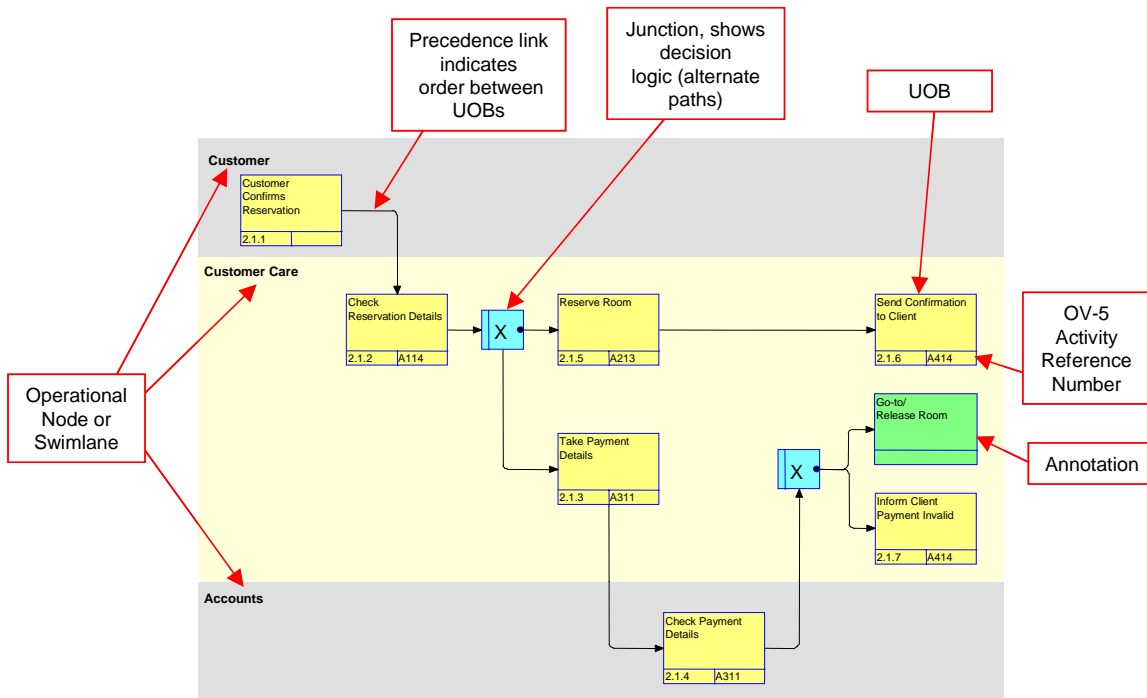 Precedence link
indicates
order between
UOBs
Junction, shows
decision
logic (alternate
paths)
UOB
Customer
Customer
Confirms
Reservation
2.1.1
Customer Care
Check
Reservation Details
2.1.2 A114
X
Reserve Room
2.1.5 A213
Send Confirmation
to Client
2.1.6 A414
OV-5
Activity
Reference
Number
Operational
Node or
Swimlane
Go-to/
Release Room
Annotation
Take Payment
Details
2.1.3 A311
X
Inform Client
Payment Invalid
2.1.7 A414
Accounts
Check Payment
Details
2.1.4 A311